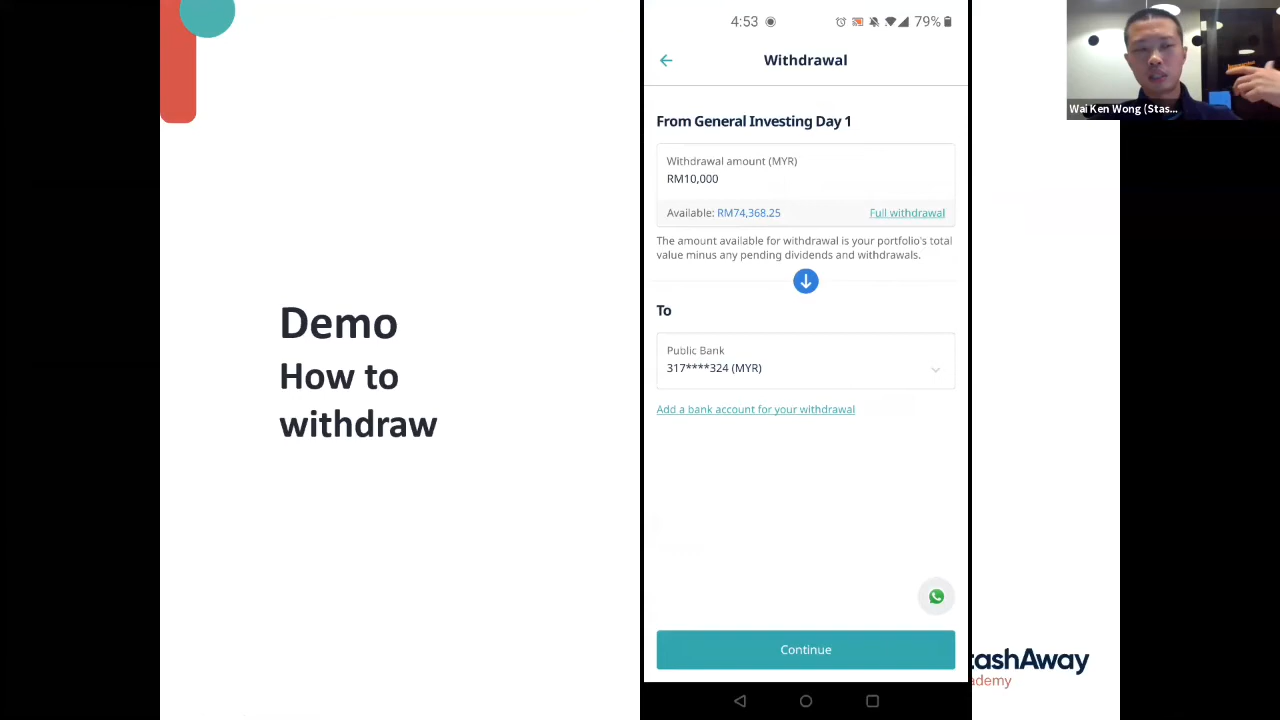 Demo
How to
withdraw
4:53
79%
Withdrawal
From General Investing Day 1
Withdrawal amount (MYR)
RM10,000
Available: RM74,368.25
Full withdrawal
The amount available for withdrawal is your portfolio's total
value minus any pending dividends and withdrawals.
To
Public Bank
317****324 (MYR)
Add a bank account for your withdrawal
Continue
Wai Ken Wong (Stas...
tashAway
ademy